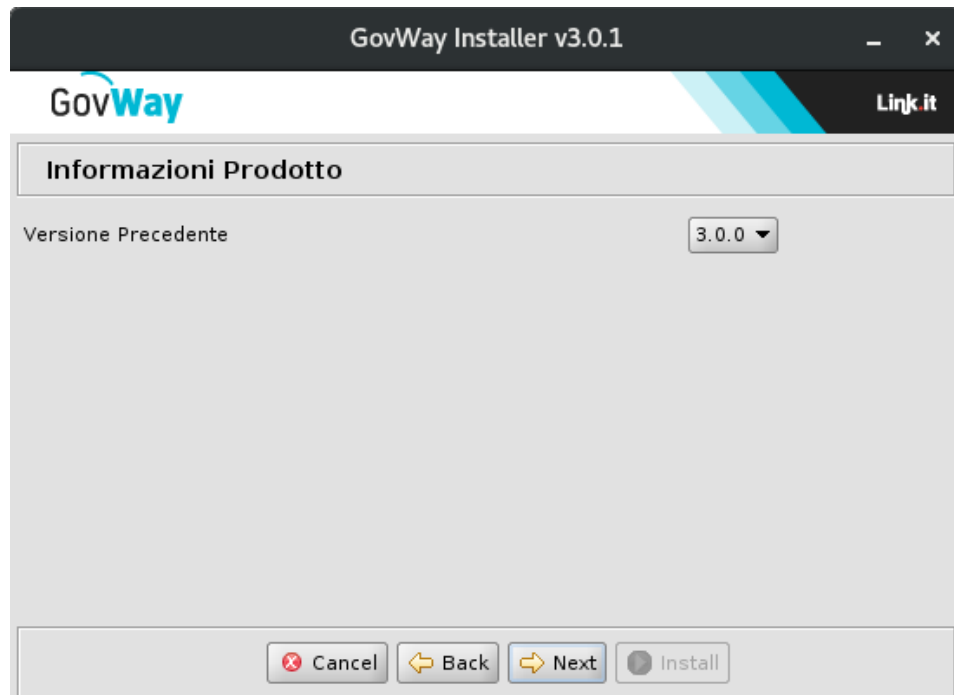 GovWay Installer v3.0.1
GovWay
Link.it
Informazioni Prodotto
Versione Precedente
3.0.0
Cancel
Back
Next
Install